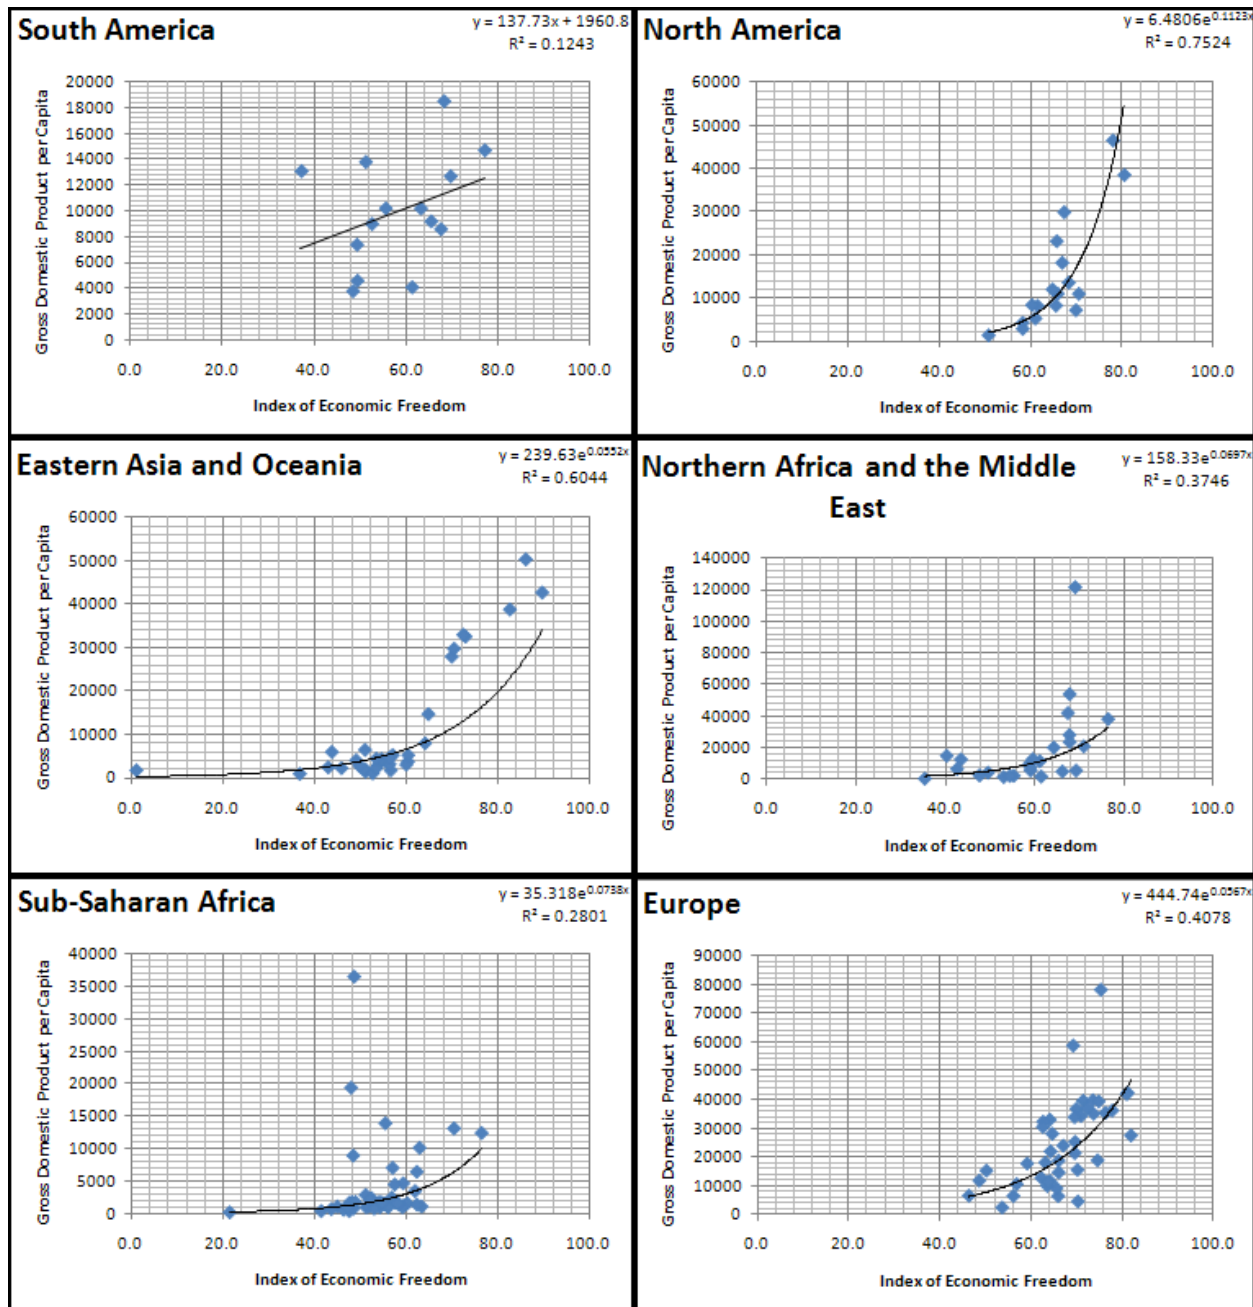 South America
y = 137.73x + 1960.8
R² = 0.1243
Gross Domestic Product per Capita
20000
18000
16000
14000
12000
10000
8000
6000
4000
2000
0
0.0 20.0 40.0 60.0 80.0 100.0
Index of Economic Freedom
North America
y = 6.4806e^0.1123x
R² = 0.7524
Gross Domestic Product per Capita
60000
50000
40000
30000
20000
10000
0
0.0 20.0 40.0 60.0 80.0 100.0
Index of Economic Freedom
Eastern Asia and Oceania
y = 239.63e^0.0552x
R² = 0.6044
Gross Domestic Product per Capita
60000
50000
40000
30000
20000
10000
0
0.0 20.0 40.0 60.0 80.0 100.0
Index of Economic Freedom
Northern Africa and the Middle
East
y = 158.33e^0.0697x
R² = 0.3746
Gross Domestic Product per Capita
140000
120000
100000
80000
60000
40000
20000
0
0.0 20.0 40.0 60.0 80.0 100.0
Index of Economic Freedom
Sub-Saharan Africa
y = 35.318e^0.0738x
R² = 0.2801
Gross Domestic Product per Capita
40000
35000
30000
25000
20000
15000
10000
5000
0
0.0 20.0 40.0 60.0 80.0 100.0
Index of Economic Freedom
Europe
y = 444.74e^0.0567x
R² = 0.4078
Gross Domestic Product per Capita
90000
80000
70000
60000
50000
40000
30000
20000
10000
0
0.0 20.0 40.0 60.0 80.0 100.0
Index of Economic Freedom